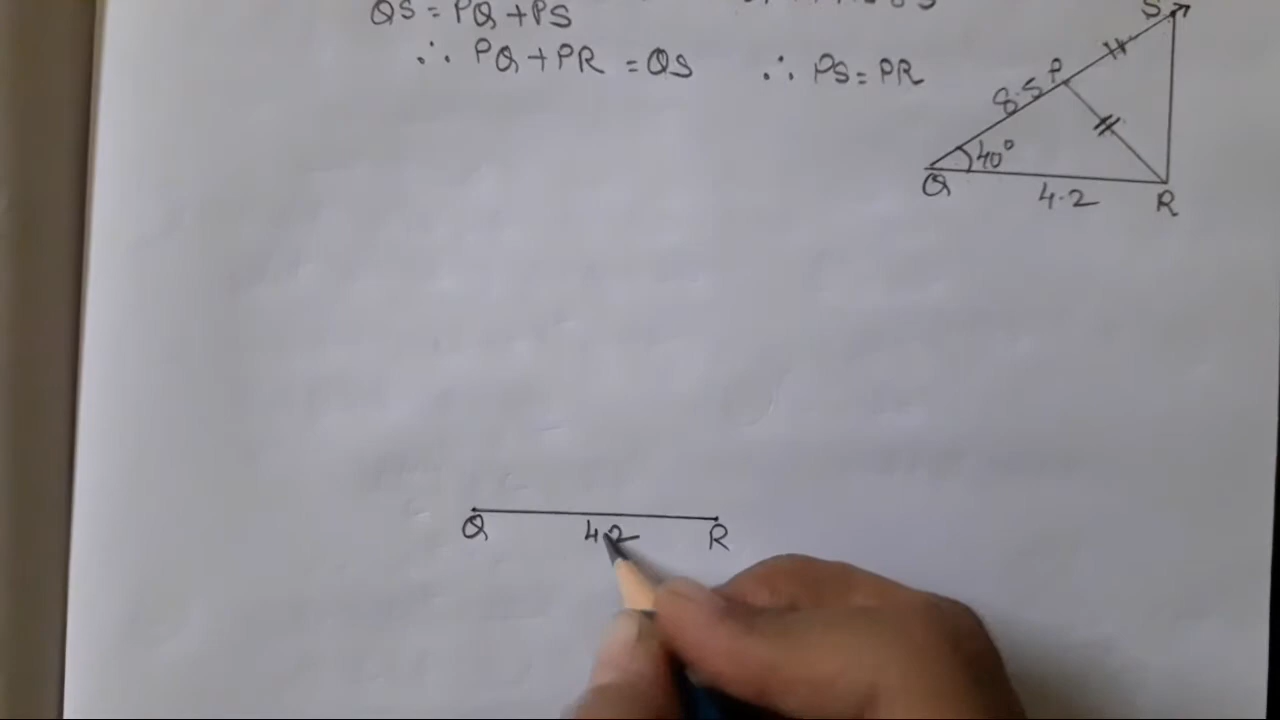 QS = PQ + PS
∴ PQ + PR = QS ∴ PS = PR
S
P
8.5
40°
Q
4.2
R
Q
4.2
R